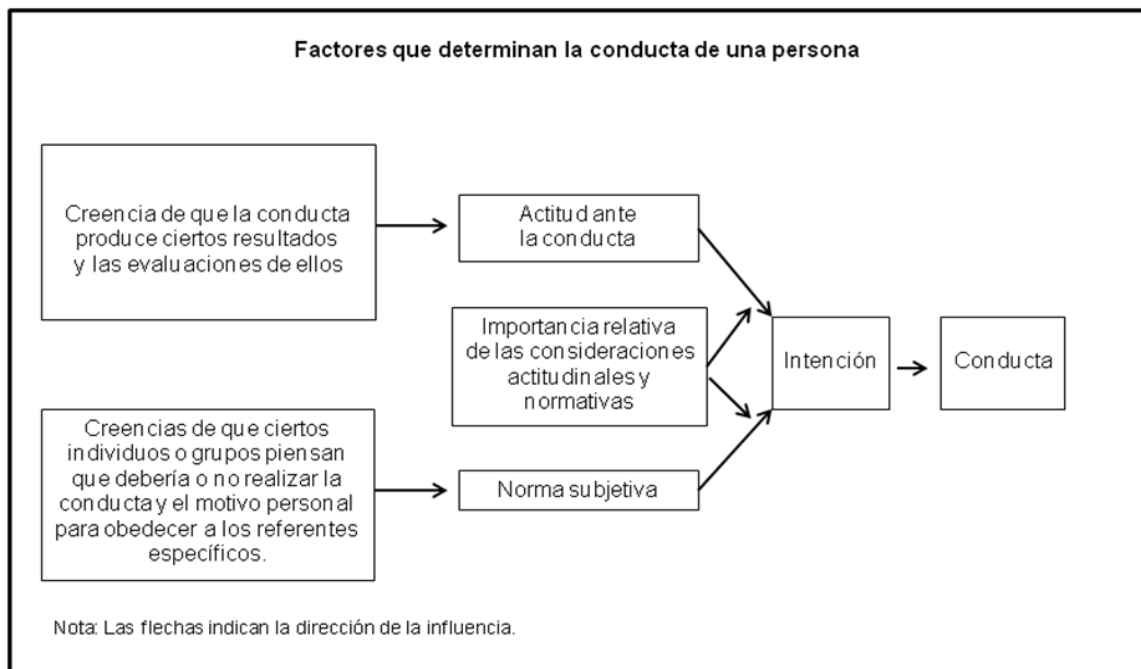 Factores que determinan la conducta de una persona
Creencia de que la conducta
produce ciertos resultados
y las evaluaciones de ellos
Actitud ante
la conducta
Importancia relativa
de las consideraciones
actitudinales y
normativas
Intención
Conducta
Creencias de que ciertos
individuos o grupos piensan
que debería o no realizar la
conducta y el motivo personal
para obedecer a los referentes
específicos.
Norma subjetiva
Nota: Las flechas indican la dirección de la influencia.